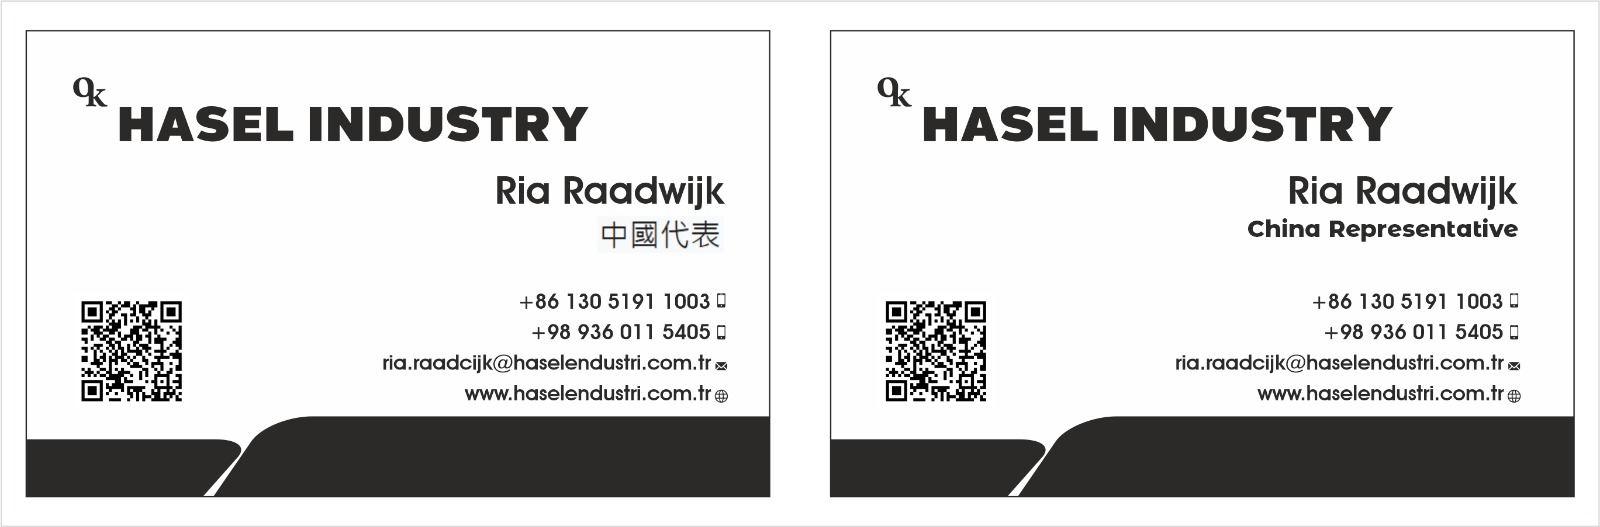 ok
HASEL INDUSTRY
Ria Raadwijk
中國代表
+86 130 5191 1003
+98 936 011 5405
ria.raadcijk@haselendustri.com.tr
www.haselendustri.com.tr
ok
HASEL INDUSTRY
Ria Raadwijk
China Representative
+86 130 5191 1003
+98 936 011 5405
ria.raadcijk@haselendustri.com.tr
www.haselendustri.com.tr